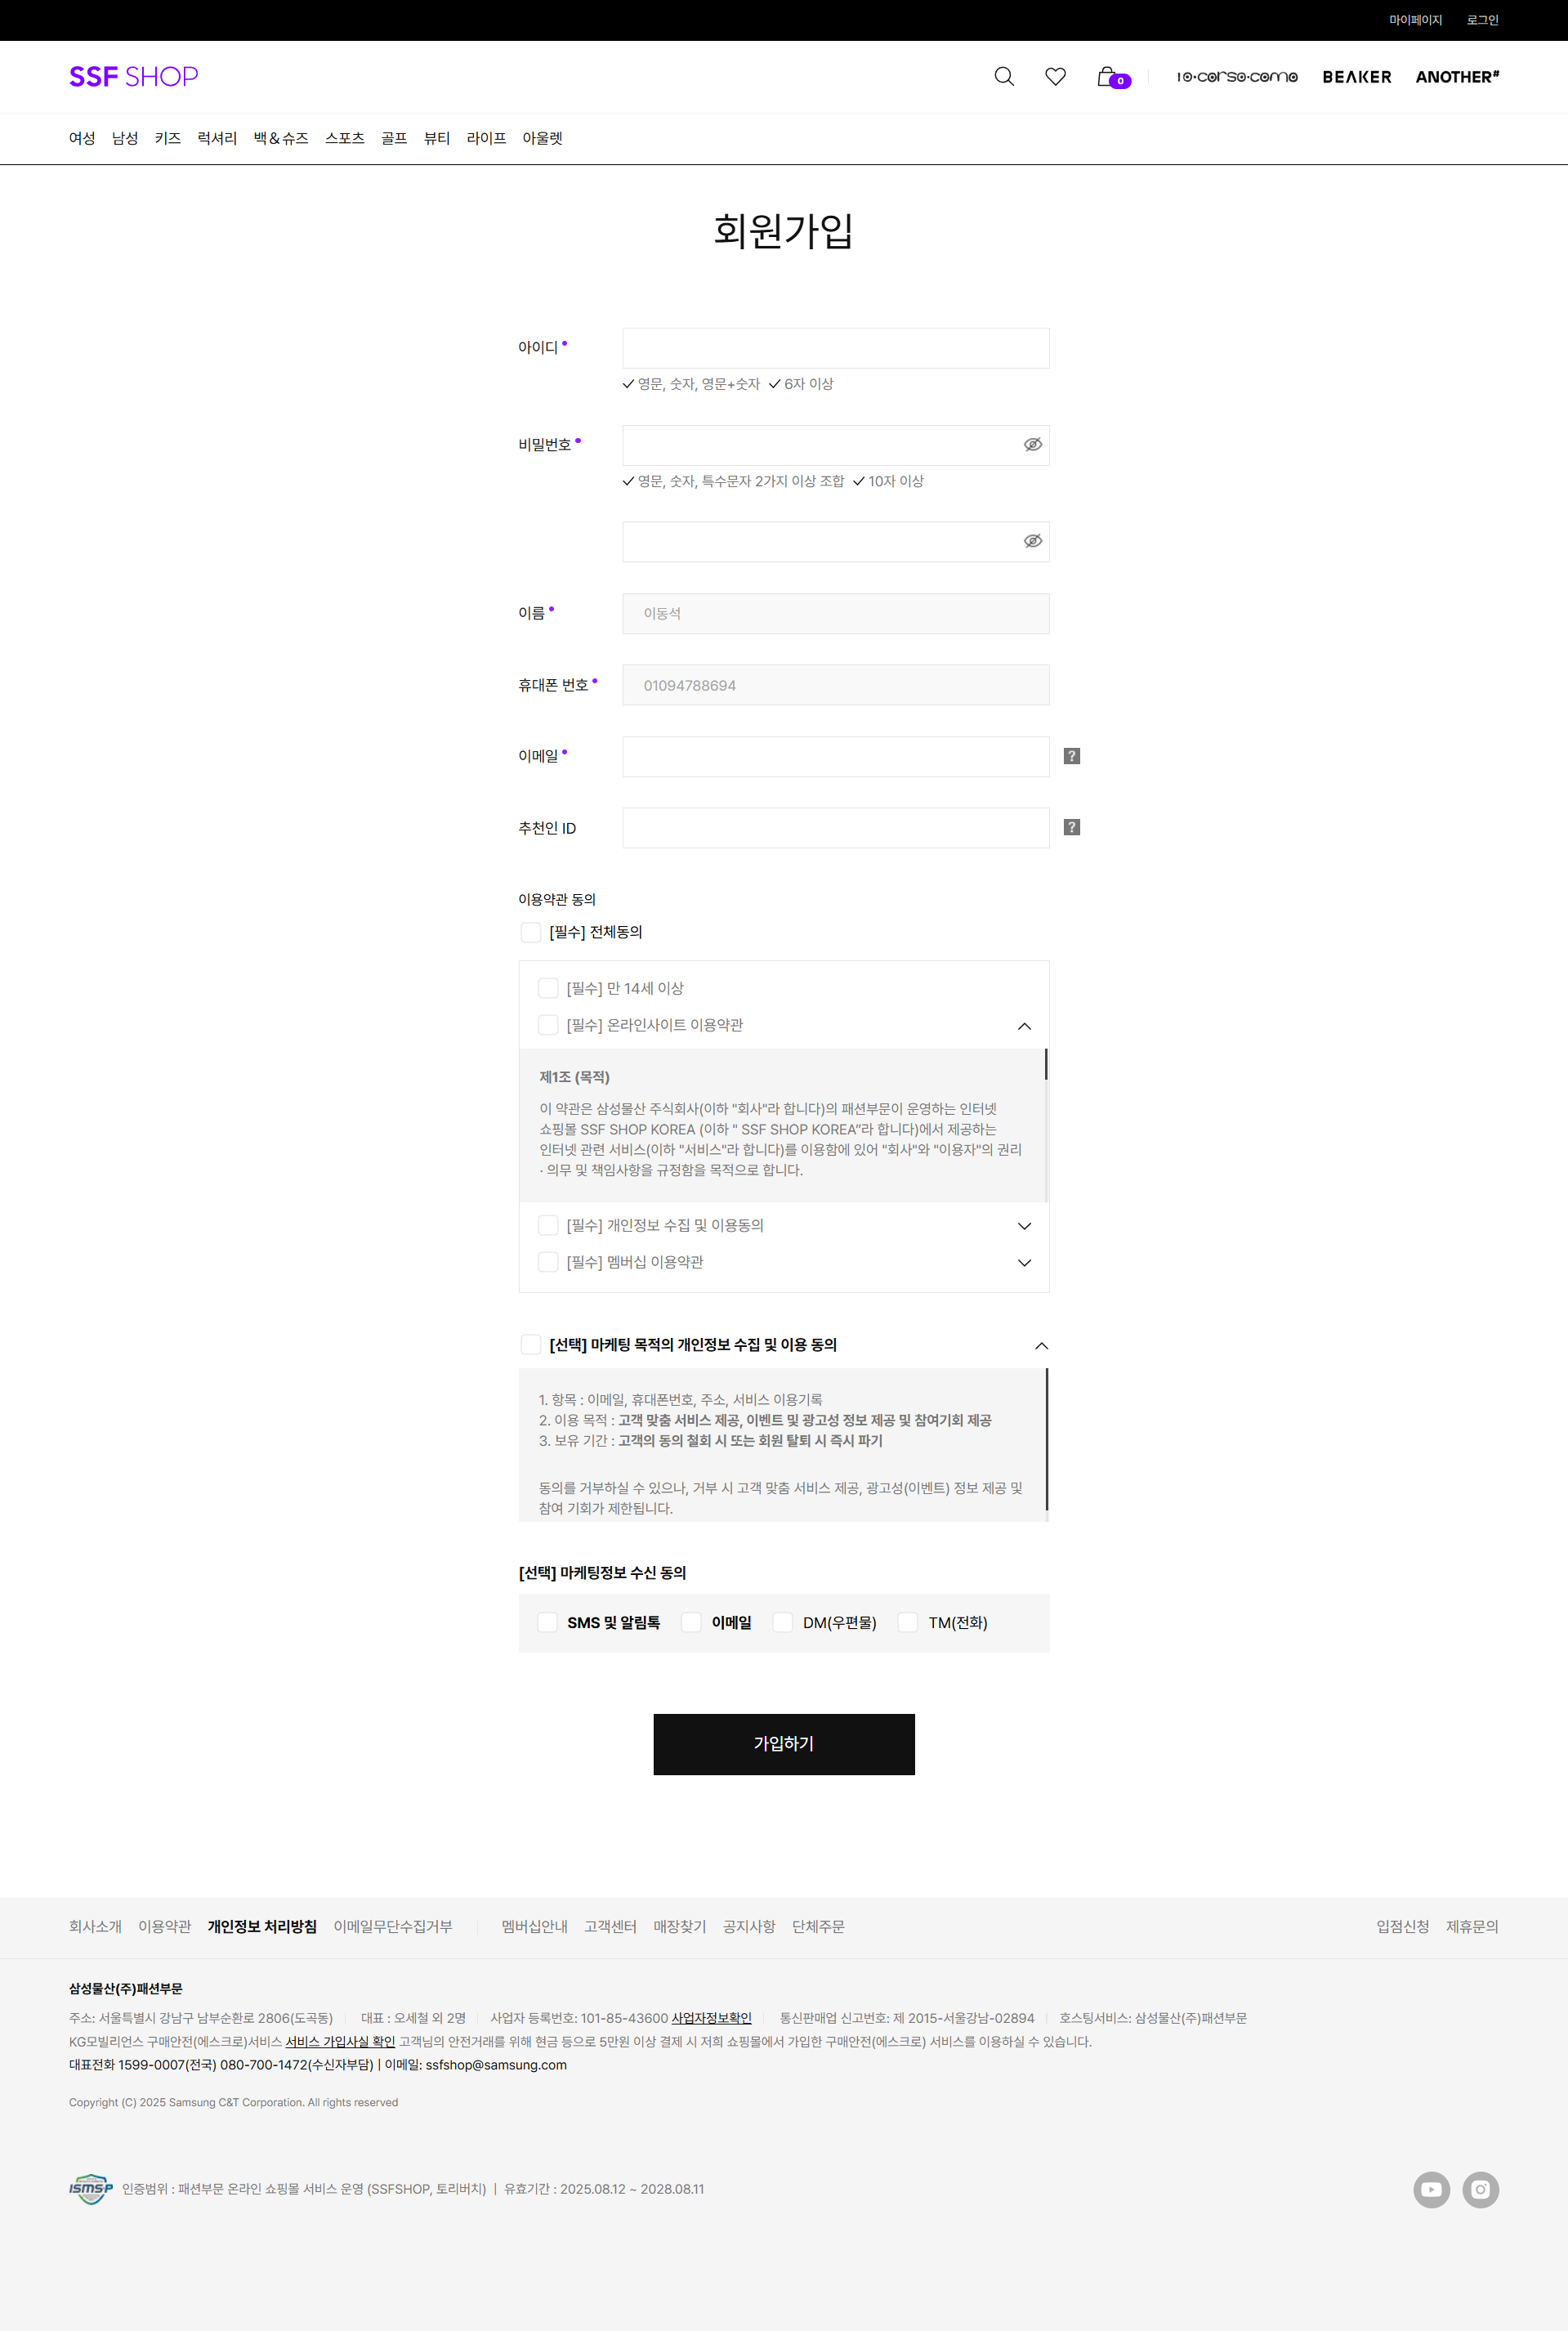 마이페이지 로그인
SSF SHOP
0
10·corso·como BEAKER ANOTHER#
여성 남성 키즈 럭셔리 백&슈즈 스포츠 골프 뷰티 라이프 아울렛
회원가입
아이디
영문, 숫자, 영문+숫자 6자 이상
비밀번호
영문, 숫자, 특수문자 2가지 이상 조합 10자 이상
이름 이동석
휴대폰 번호 01094788694
이메일 ?
추천인 ID ?
이용약관 동의
[필수] 전체동의
[필수] 만 14세 이상
[필수] 온라인사이트 이용약관
제1조 (목적)
이 약관은 삼성물산 주식회사(이하 "회사"라 합니다)의 패션부문이 운영하는 인터넷
쇼핑몰 SSF SHOP KOREA (이하 " SSF SHOP KOREA”라 합니다)에서 제공하는
인터넷 관련 서비스(이하 "서비스"라 합니다)를 이용함에 있어 "회사"와 "이용자"의 권리
· 의무 및 책임사항을 규정함을 목적으로 합니다.
[필수] 개인정보 수집 및 이용동의
[필수] 멤버십 이용약관
[선택] 마케팅 목적의 개인정보 수집 및 이용 동의
1. 항목 : 이메일, 휴대폰번호, 주소, 서비스 이용기록
2. 이용 목적 : 고객 맞춤 서비스 제공, 이벤트 및 광고성 정보 제공 및 참여기회 제공
3. 보유 기간 : 고객의 동의 철회 시 또는 회원 탈퇴 시 즉시 파기
동의를 거부하실 수 있으나, 거부 시 고객 맞춤 서비스 제공, 광고성(이벤트) 정보 제공 및
참여 기회가 제한됩니다.
[선택] 마케팅정보 수신 동의
SMS 및 알림톡 이메일 DM(우편물) TM(전화)
가입하기
회사소개 이용약관 개인정보 처리방침 이메일무단수집거부 멤버십안내 고객센터 매장찾기 공지사항 단체주문 입점신청 제휴문의
삼성물산(주)패션부문
주소: 서울특별시 강남구 남부순환로 2806(도곡동) 대표 : 오세철 외 2명 사업자 등록번호: 101-85-43600 사업자정보확인 통신판매업 신고번호: 제 2015-서울강남-02894 호스팅서비스: 삼성물산(주)패션부문
KG모빌리언스 구매안전(에스크로)서비스 서비스 가입사실 확인 고객님의 안전거래를 위해 현금 등으로 5만원 이상 결제 시 저희 쇼핑몰에서 가입한 구매안전(에스크로) 서비스를 이용하실 수 있습니다.
대표전화 1599-0007(전국) 080-700-1472(수신자부담) | 이메일: ssfshop@samsung.com
Copyright (C) 2025 Samsung C&T Corporation. All rights reserved
ISMS-P 인증범위 : 패션부문 온라인 쇼핑몰 서비스 운영 (SSFSHOP, 토리버치) | 유효기간 : 2025.08.12 ~ 2028.08.11